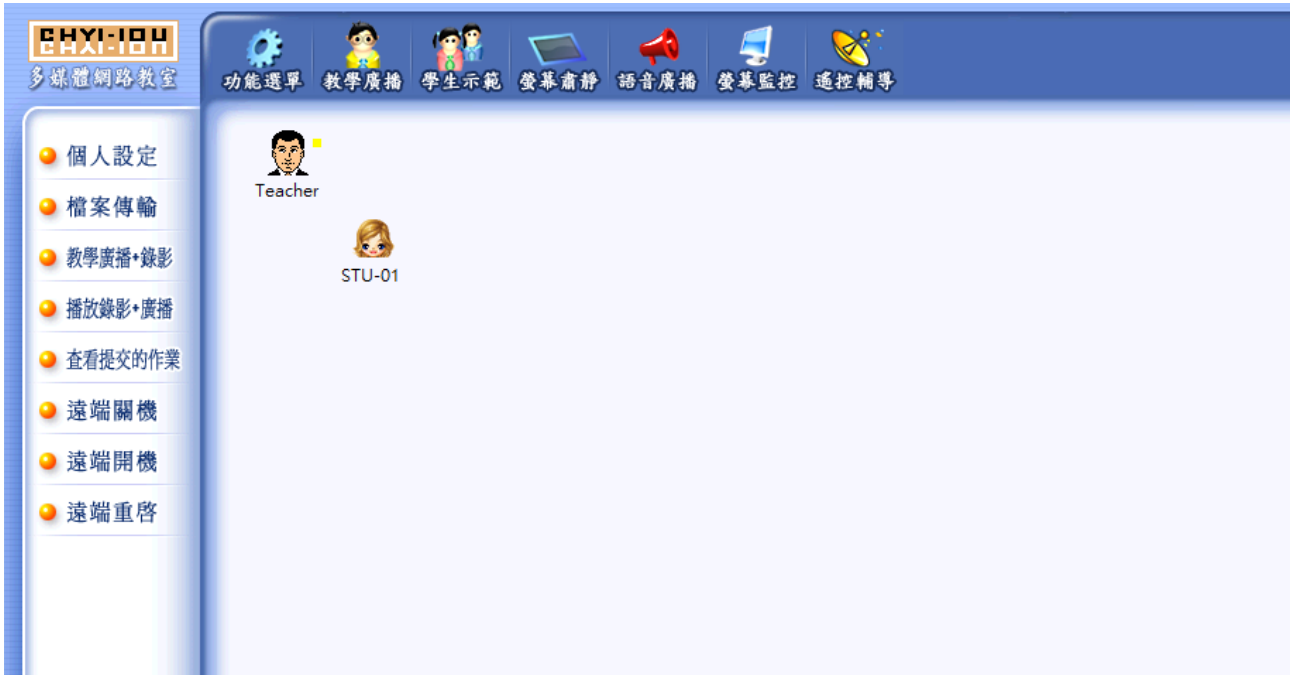 多媒體網路教室
功能選單 教學廣播 學生示範 螢幕肅靜 語音廣播 螢幕監控 遙控輔導
個人設定
檔案傳輸
教學廣播+錄影
播放錄影+廣播
查看提交的作業
遠端關機
遠端開機
遠端重啓
Teacher
STU-01